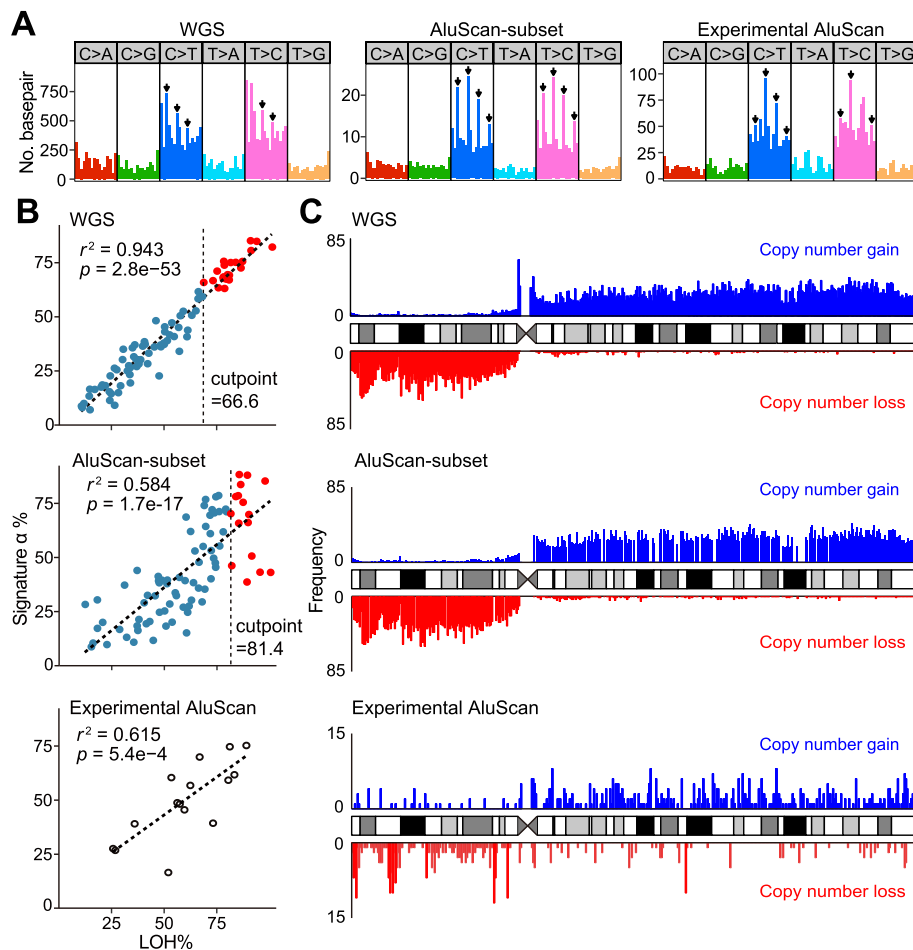 A
WGS
AluScan-subset
Experimental AluScan
C>A C>G C>T T>A T>C T>G
C>A C>G C>T T>A T>C T>G
C>A C>G C>T T>A T>C T>G
No. basepair
750
500
250
0
20
10
0
100
75
50
25
0
B
WGS
r² = 0.943
p = 2.8e−53
cutpoint
=66.6
75
50
25
0
AluScan-subset
r² = 0.584
p = 1.7e-17
cutpoint
=81.4
75
50
25
0
Signature α %
Experimental AluScan
r² = 0.615
p = 5.4e−4
75
50
25
0
25 50 75
LOH%
C
WGS
85
Copy number gain
0
0
Copy number loss
85
AluScan-subset
85
Copy number gain
0
Frequency
0
Copy number loss
85
Experimental AluScan
15
Copy number gain
0
0
Copy number loss
15